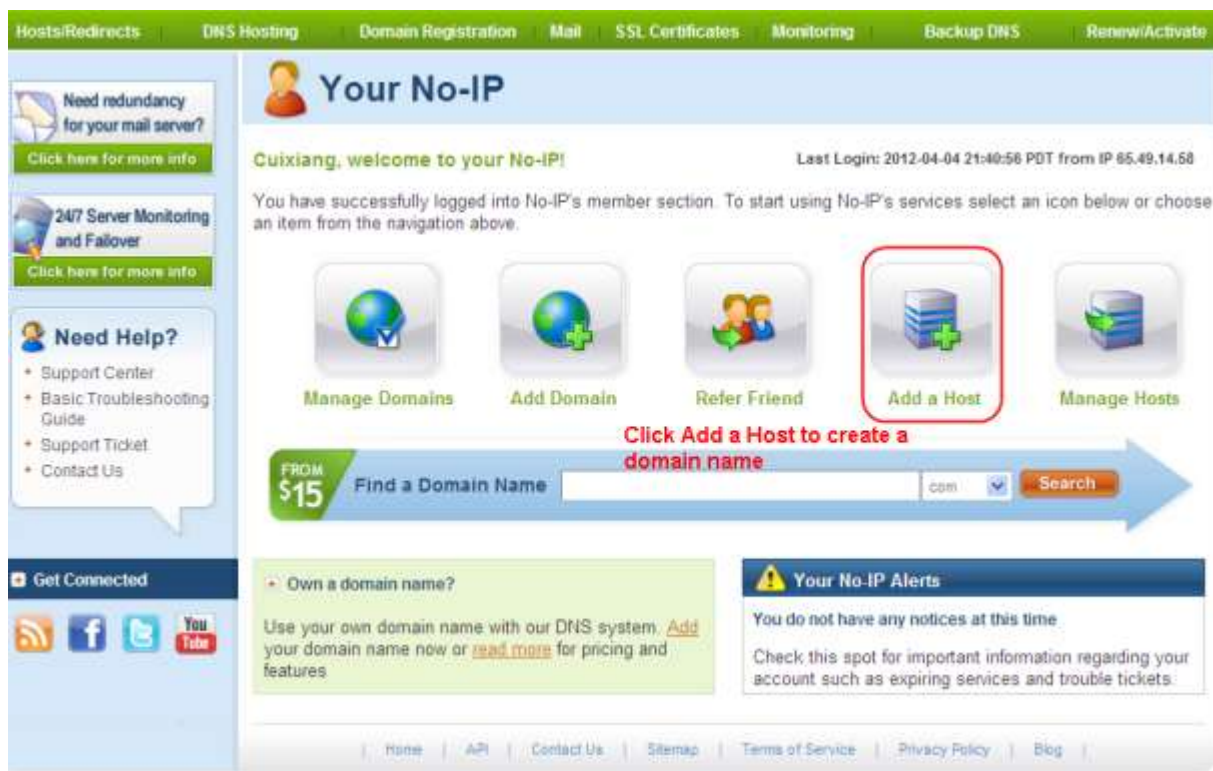 Hosts/Redirects DNS Hosting Domain Registration Mail SSL Certificates Monitoring Backup DNS Renew/Activate
Need redundancy
for your mail server?
Click here for more info
24/7 Server Monitoring
and Failover
Click here for more info
Need Help?
• Support Center
• Basic Troubleshooting
Guide
• Support Ticket
• Contact Us
Get Connected
You
Tube
Your No-IP
Cuixiang, welcome to your No-IP!
Last Login: 2012-04-04 21:40:56 PDT from IP 65.49.14.58
You have successfully logged into No-IP's member section. To start using No-IP's services select an icon below or choose
an item from the navigation above.
Manage Domains Add Domain Refer Friend Add a Host Manage Hosts
Click Add a Host to create a
domain name
FROM
$15
Find a Domain Name com Search
Own a domain name?
Use your own domain name with our DNS system. Add
your domain name now or read more for pricing and
features
Your No-IP Alerts
You do not have any notices at this time
Check this spot for important information regarding your
account such as expiring services and trouble tickets.
| Home | API | Contact Us | Sitemap | Terms of Service | Privacy Policy | Blog |